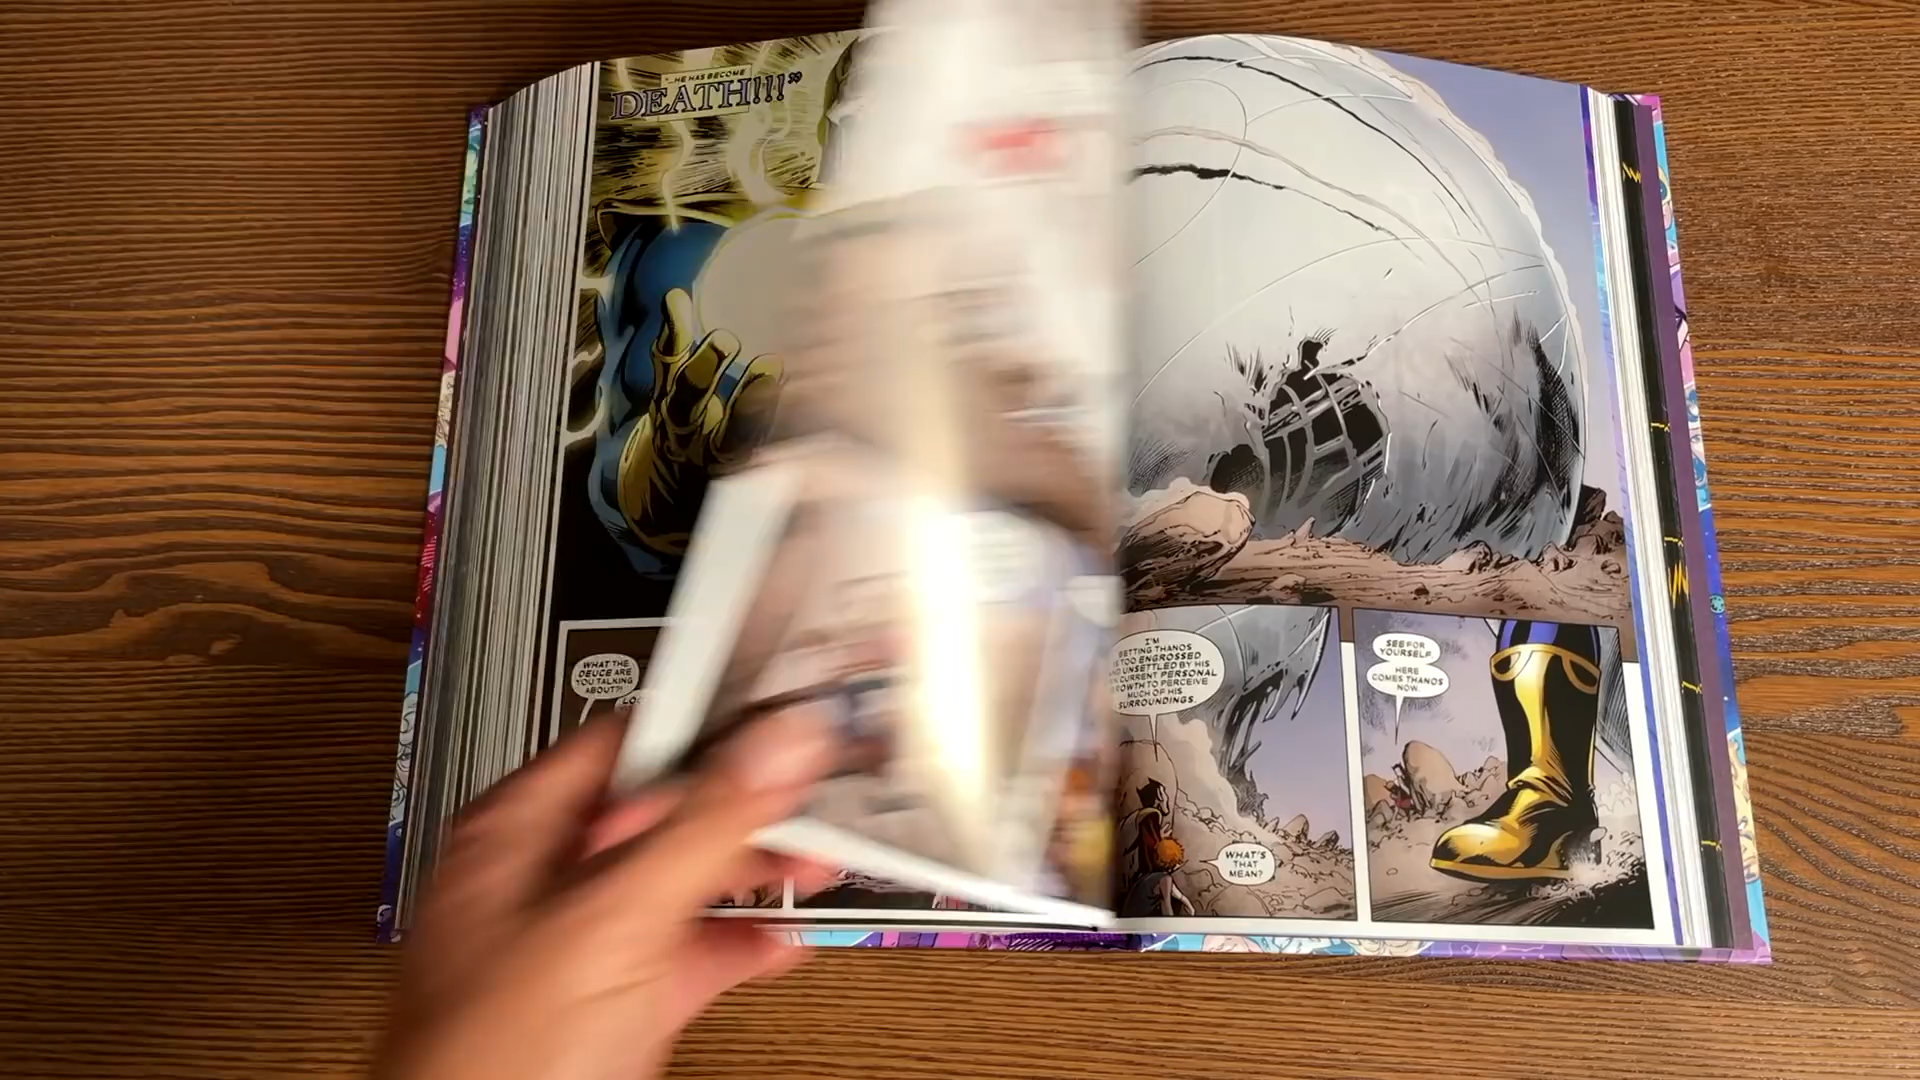 "...HE HAS BECOME
DEATH!!!"
WHAT THE
DEUCE ARE
YOU TALKING
ABOUT?!
I'M
BETTING THANOS
IS TOO ENGROSSED
AND UNSETTLED BY HIS
CURRENT PERSONAL
GROWTH TO PERCEIVE
MUCH OF HIS
SURROUNDINGS.
WHAT'S
THAT
MEAN?
SEE FOR
YOURSELF.
HERE
COMES THANOS
NOW.